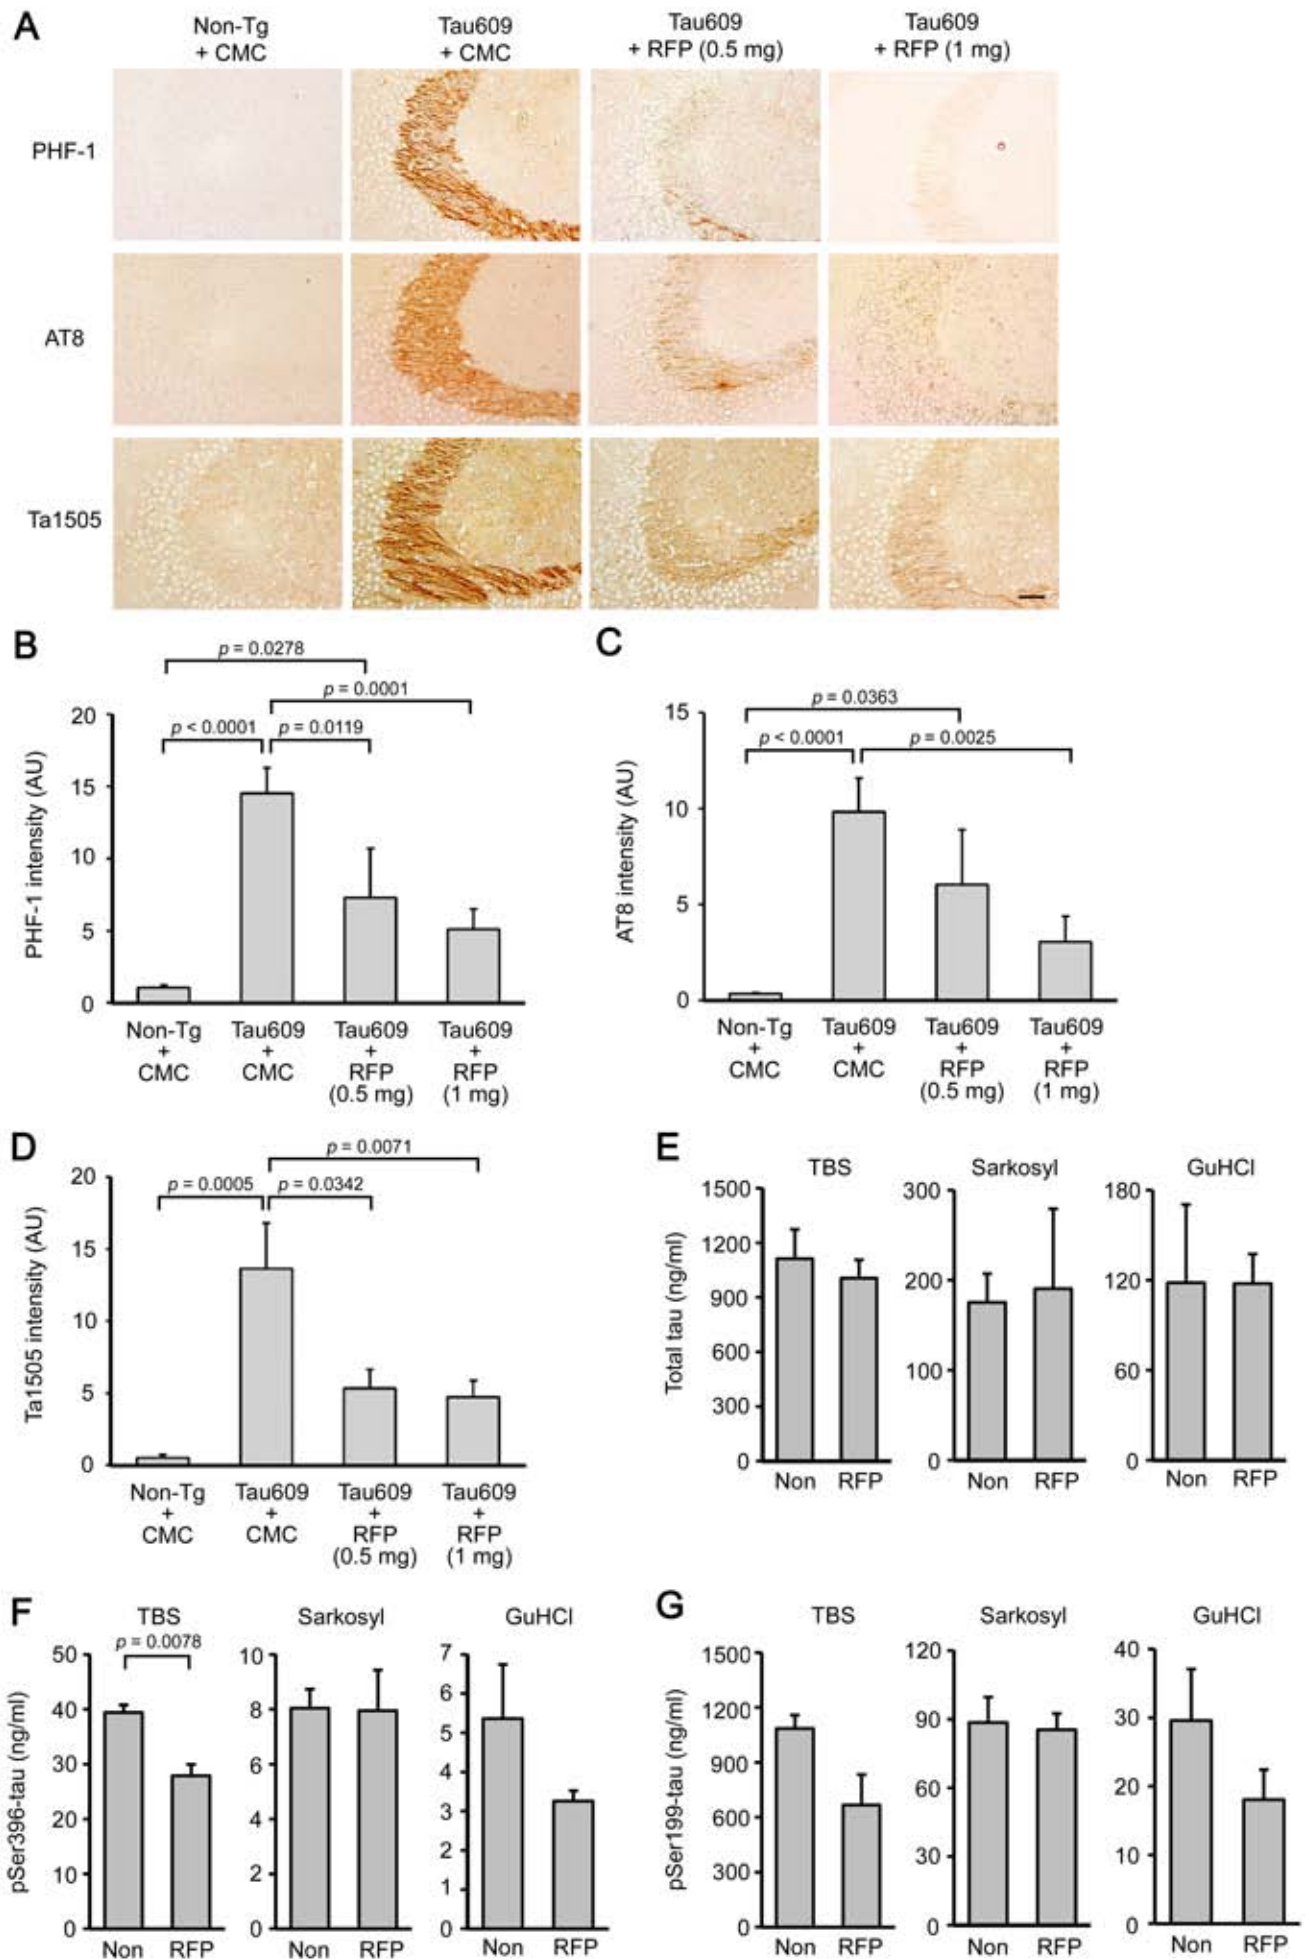 A
Non-Tg + CMC
Tau609 + CMC
Tau609 + RFP (0.5 mg)
Tau609 + RFP (1 mg)
PHF-1
AT8
Ta1505
B
p = 0.0278
p = 0.0001
p < 0.0001
p = 0.0119
PHF-1 intensity (AU)
20
15
10
5
0
Non-Tg + CMC
Tau609 + CMC
Tau609 + RFP (0.5 mg)
Tau609 + RFP (1 mg)
C
p = 0.0363
p < 0.0001
p = 0.0025
AT8 intensity (AU)
15
10
5
0
Non-Tg + CMC
Tau609 + CMC
Tau609 + RFP (0.5 mg)
Tau609 + RFP (1 mg)
D
p = 0.0071
p = 0.0005
p = 0.0342
Ta1505 intensity (AU)
20
15
10
5
0
Non-Tg + CMC
Tau609 + CMC
Tau609 + RFP (0.5 mg)
Tau609 + RFP (1 mg)
E
Total tau (ng/ml)
TBS
1500
1200
900
600
300
0
Non RFP
Sarkosyl
300
200
100
0
Non RFP
GuHCl
180
120
60
0
Non RFP
F
pSer396-tau (ng/ml)
TBS
p = 0.0078
50
40
30
20
10
0
Non RFP
Sarkosyl
10
8
6
4
2
0
Non RFP
GuHCl
7
6
5
4
3
2
1
0
Non RFP
G
pSer199-tau (ng/ml)
TBS
1500
1200
900
600
300
0
Non RFP
Sarkosyl
120
90
60
30
0
Non RFP
GuHCl
40
30
20
10
0
Non RFP